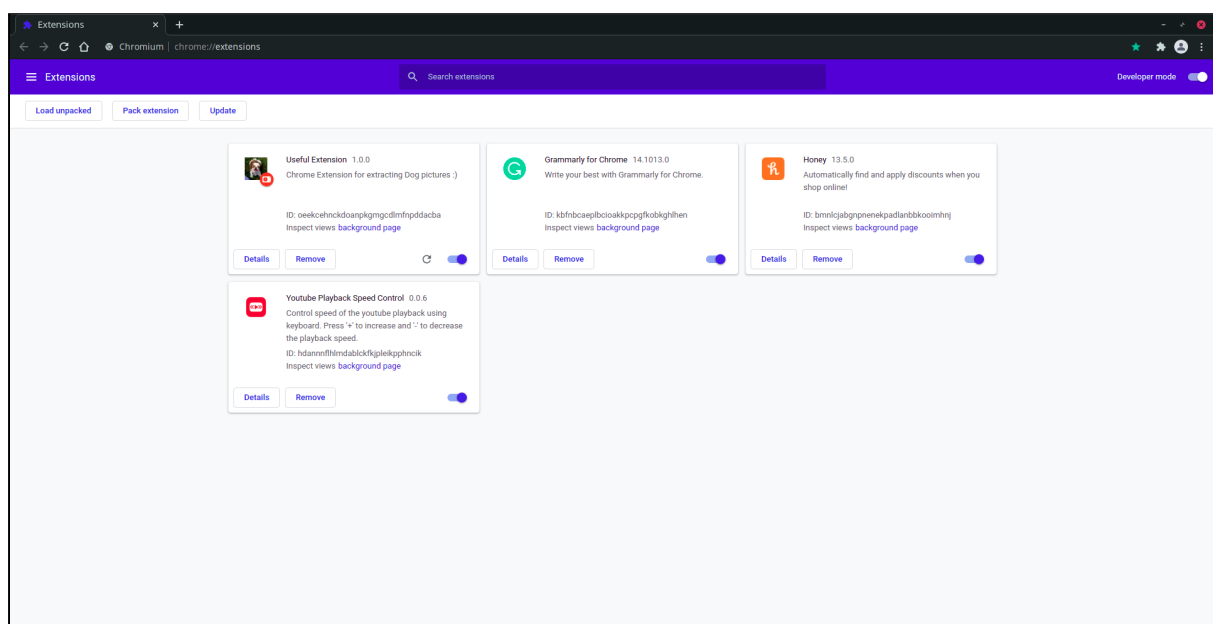 Extensions
Chromium | chrome://extensions
Extensions
Search extensions
Developer mode
Load unpacked Pack extension Update
Useful Extension 1.0.0
Chrome Extension for extracting Dog pictures :)
ID: oeekcehnckdoanpkgmgcdlmfnpddacba
Inspect views background page
Details Remove
Grammarly for Chrome 14.1013.0
Write your best with Grammarly for Chrome.
ID: kbfnbcaeplbcioakkpcpgfkobkghlhen
Inspect views background page
Details Remove
Honey 13.5.0
Automatically find and apply discounts when you
shop online!
ID: bmnlcjabgnpnenekpadlanbbkooimhnj
Inspect views background page
Details Remove
Youtube Playback Speed Control 0.0.6
Control speed of the youtube playback using
keyboard. Press '+' to increase and '-' to decrease
the playback speed.
ID: hdannnflhlmdablckfkjpleikpphncik
Inspect views background page
Details Remove